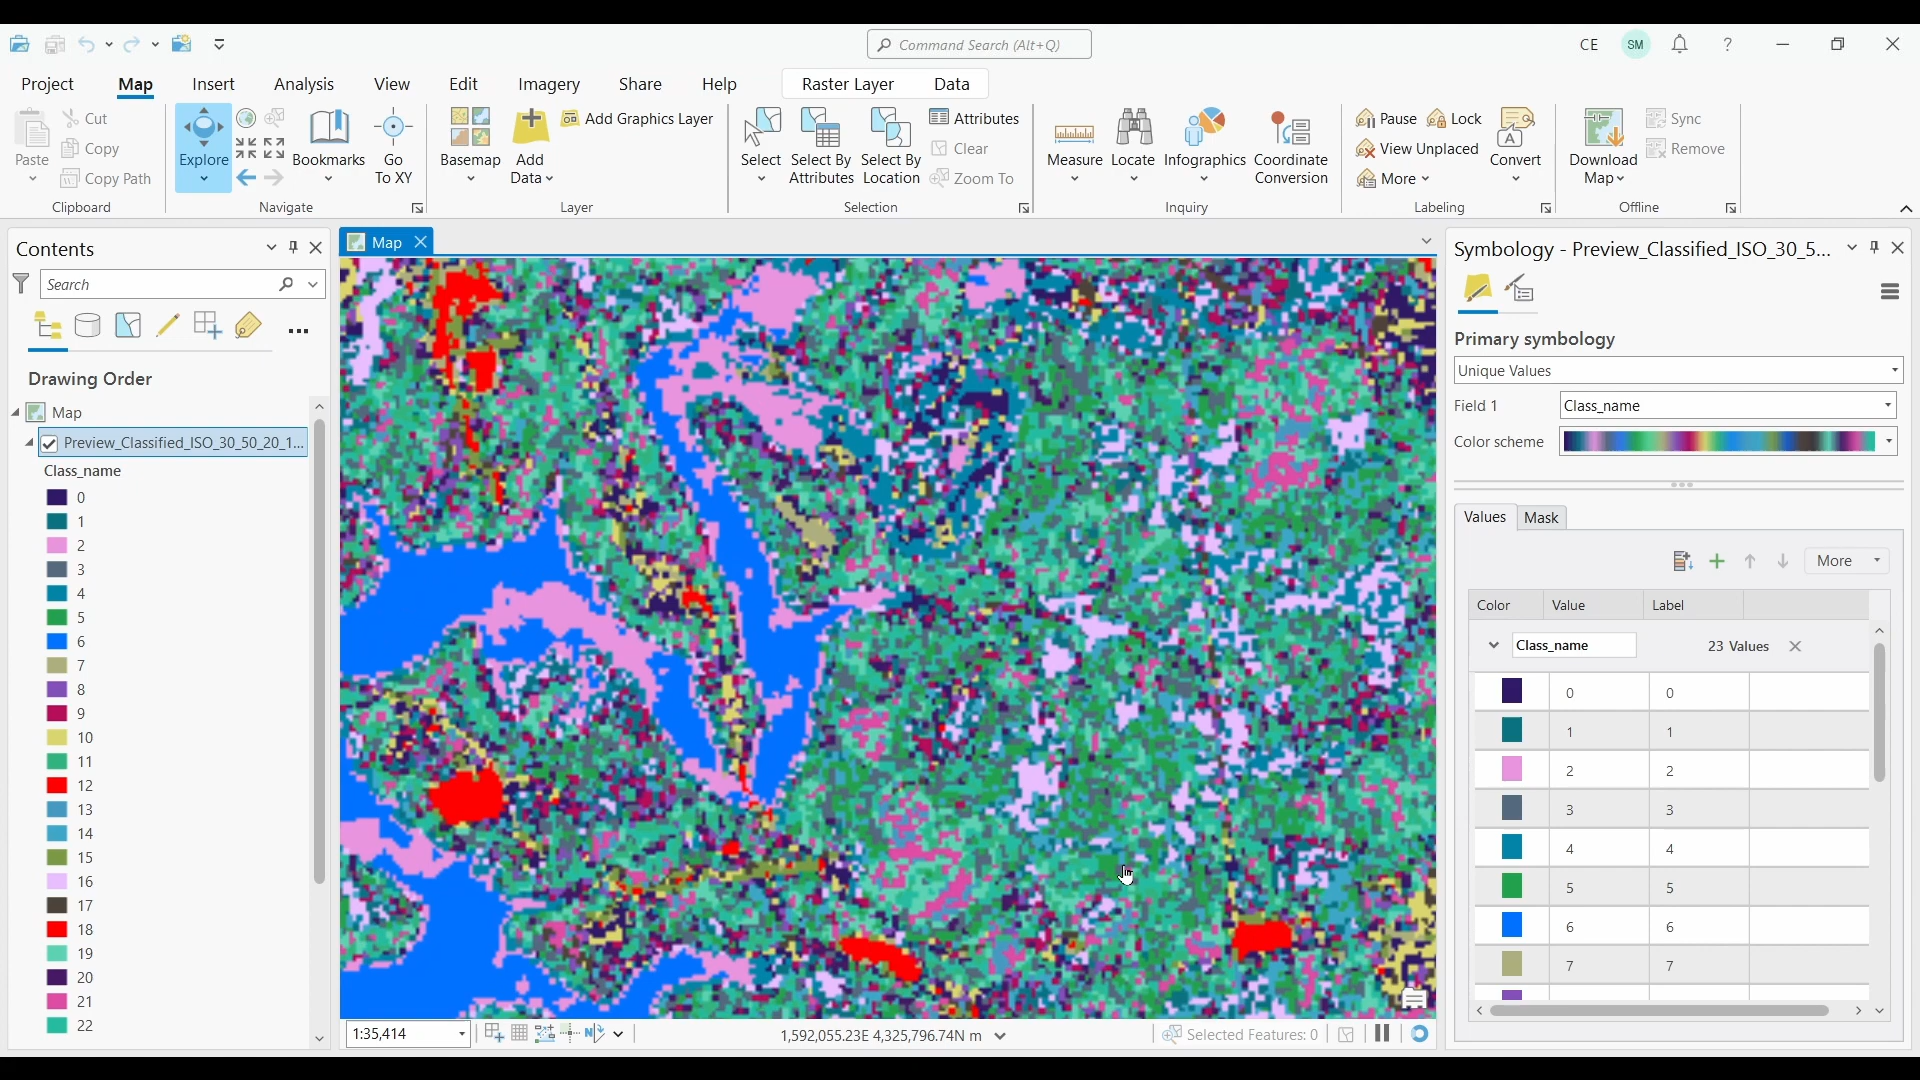 Command Search (Alt+Q)
CE
SM
?
Project
Map
Insert
Analysis
View
Edit
Imagery
Share
Help
Raster Layer
Data
Paste
Cut
Copy
Copy Path
Clipboard
Explore
Bookmarks
Go
To XY
Navigate
Basemap
Add
Data
Add Graphics Layer
Layer
Select
Select By
Attributes
Select By
Location
Attributes
Clear
Zoom To
Selection
Measure
Locate
Infographics
Coordinate
Conversion
Inquiry
Pause
Lock
View Unplaced
More
Convert
Labeling
Download
Map
Sync
Remove
Offline
Contents
Search
Drawing Order
Map
Preview_Classified_ISO_30_50_20_1...
Class_name
0
1
2
3
4
5
6
7
8
9
10
11
12
13
14
15
16
17
18
19
20
21
22
Map
1:35,414
1,592,055.23E 4,325,796.74N m
Selected Features: 0
Symbology - Preview_Classified_ISO_30_5...
Primary symbology
Unique Values
Field 1
Class_name
Color scheme
Values
Mask
More
Color
Value
Label
Class_name
23 Values
0 0
1 1
2 2
3 3
4 4
5 5
6 6
7 7